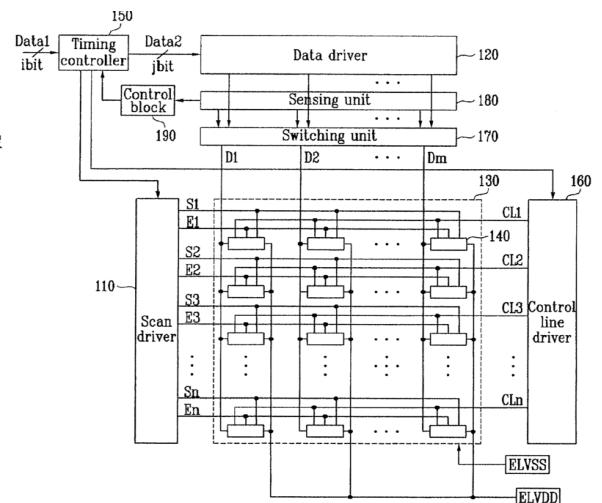 150
Data1
ibit
Timing
controller
Data2
jbit
Data driver
120
Control
block
190
Sensing unit
180
Switching unit
170
D1
D2
Dm
130
160
S1
E1
CL1
140
S2
E2
CL2
110
S3
E3
CL3
Scan
driver
Control
line
driver
Sn
En
CLn
ELVSS
ELVDD